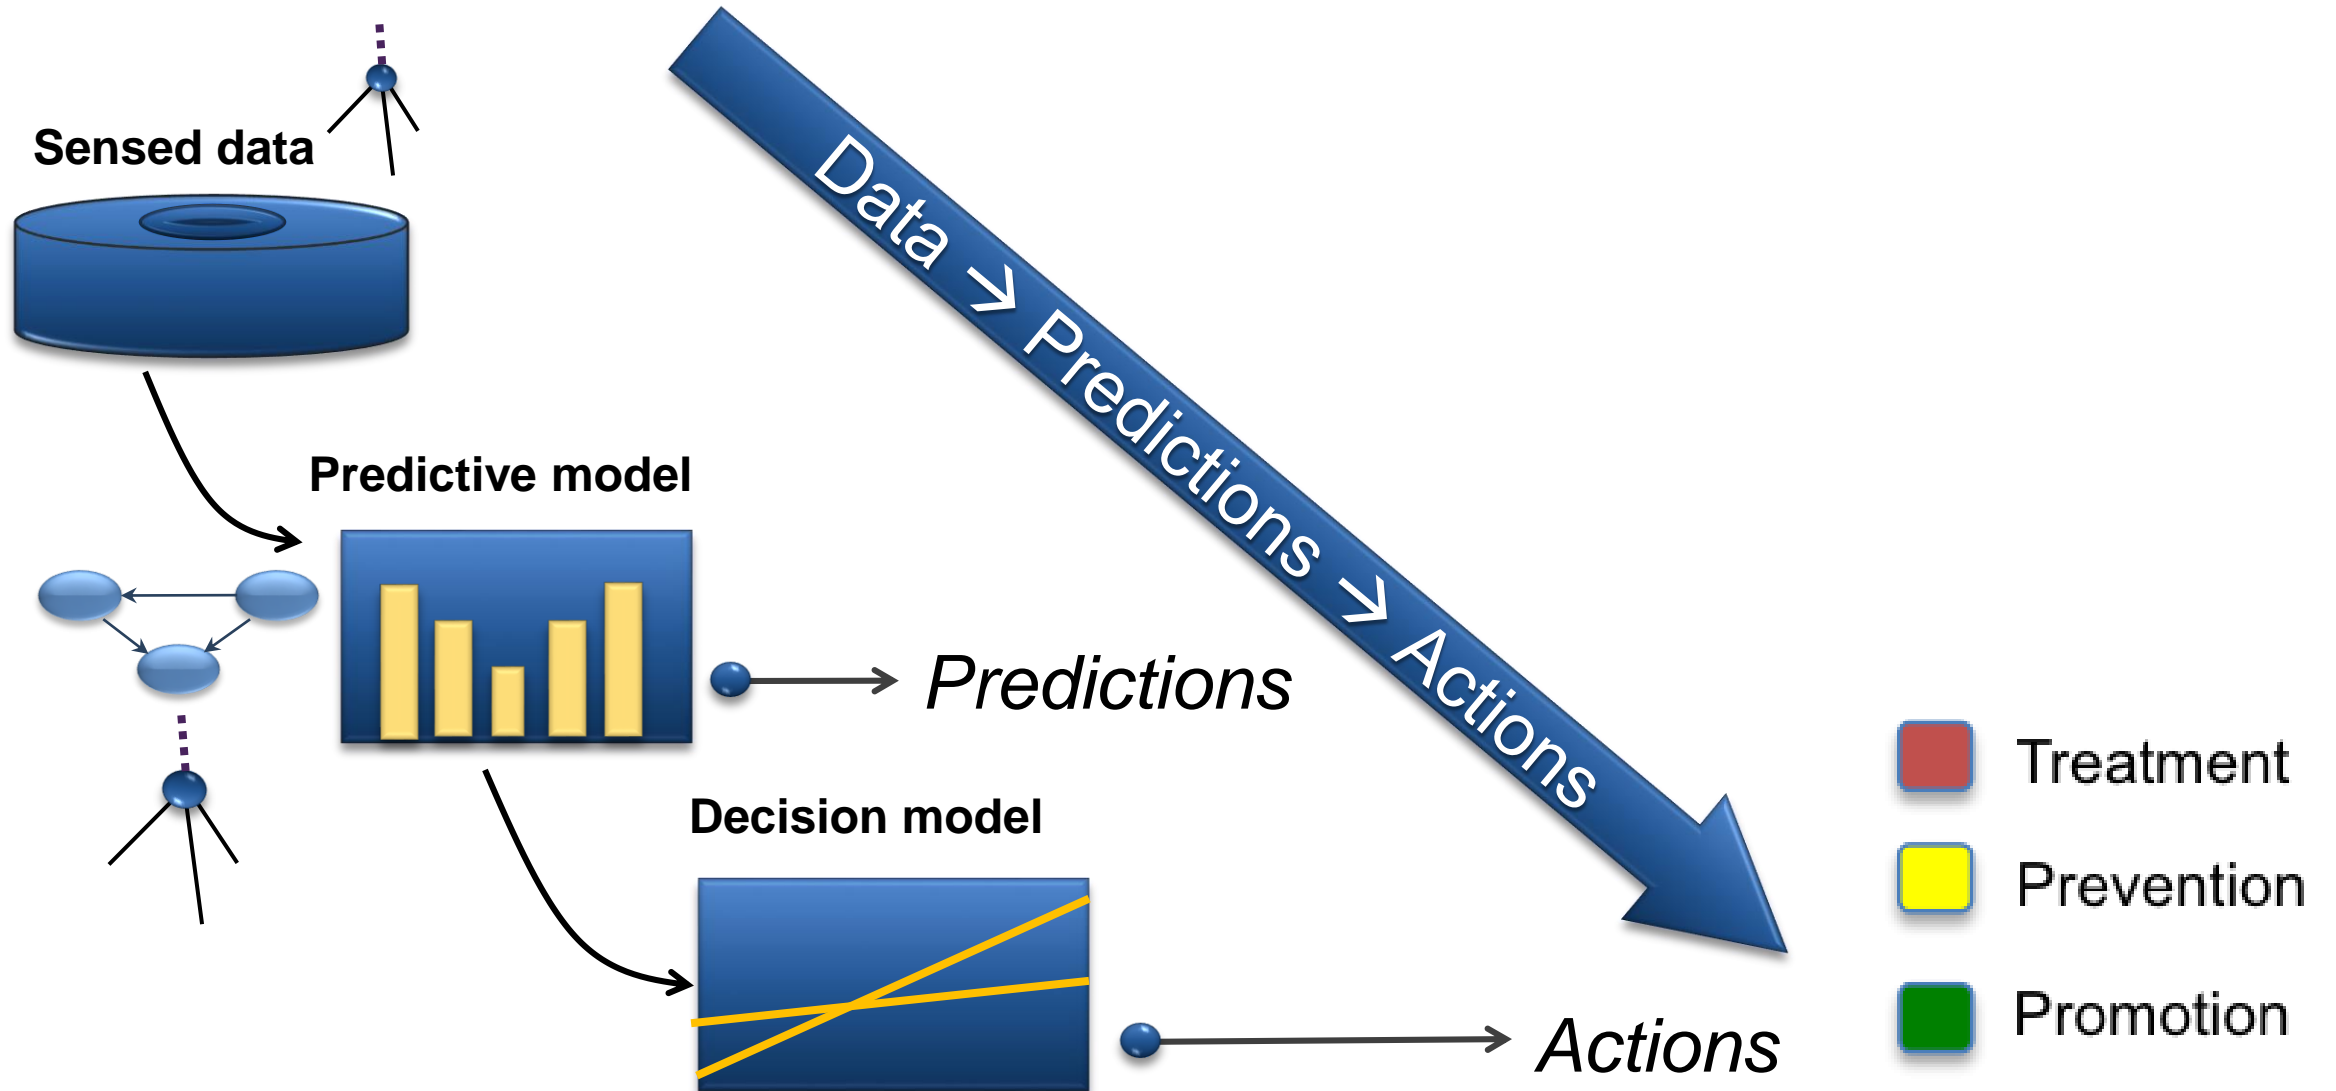 Sensed data
Data → Predictions → Actions
Predictive model
Predictions
Decision model
Actions
Treatment
Prevention
Promotion